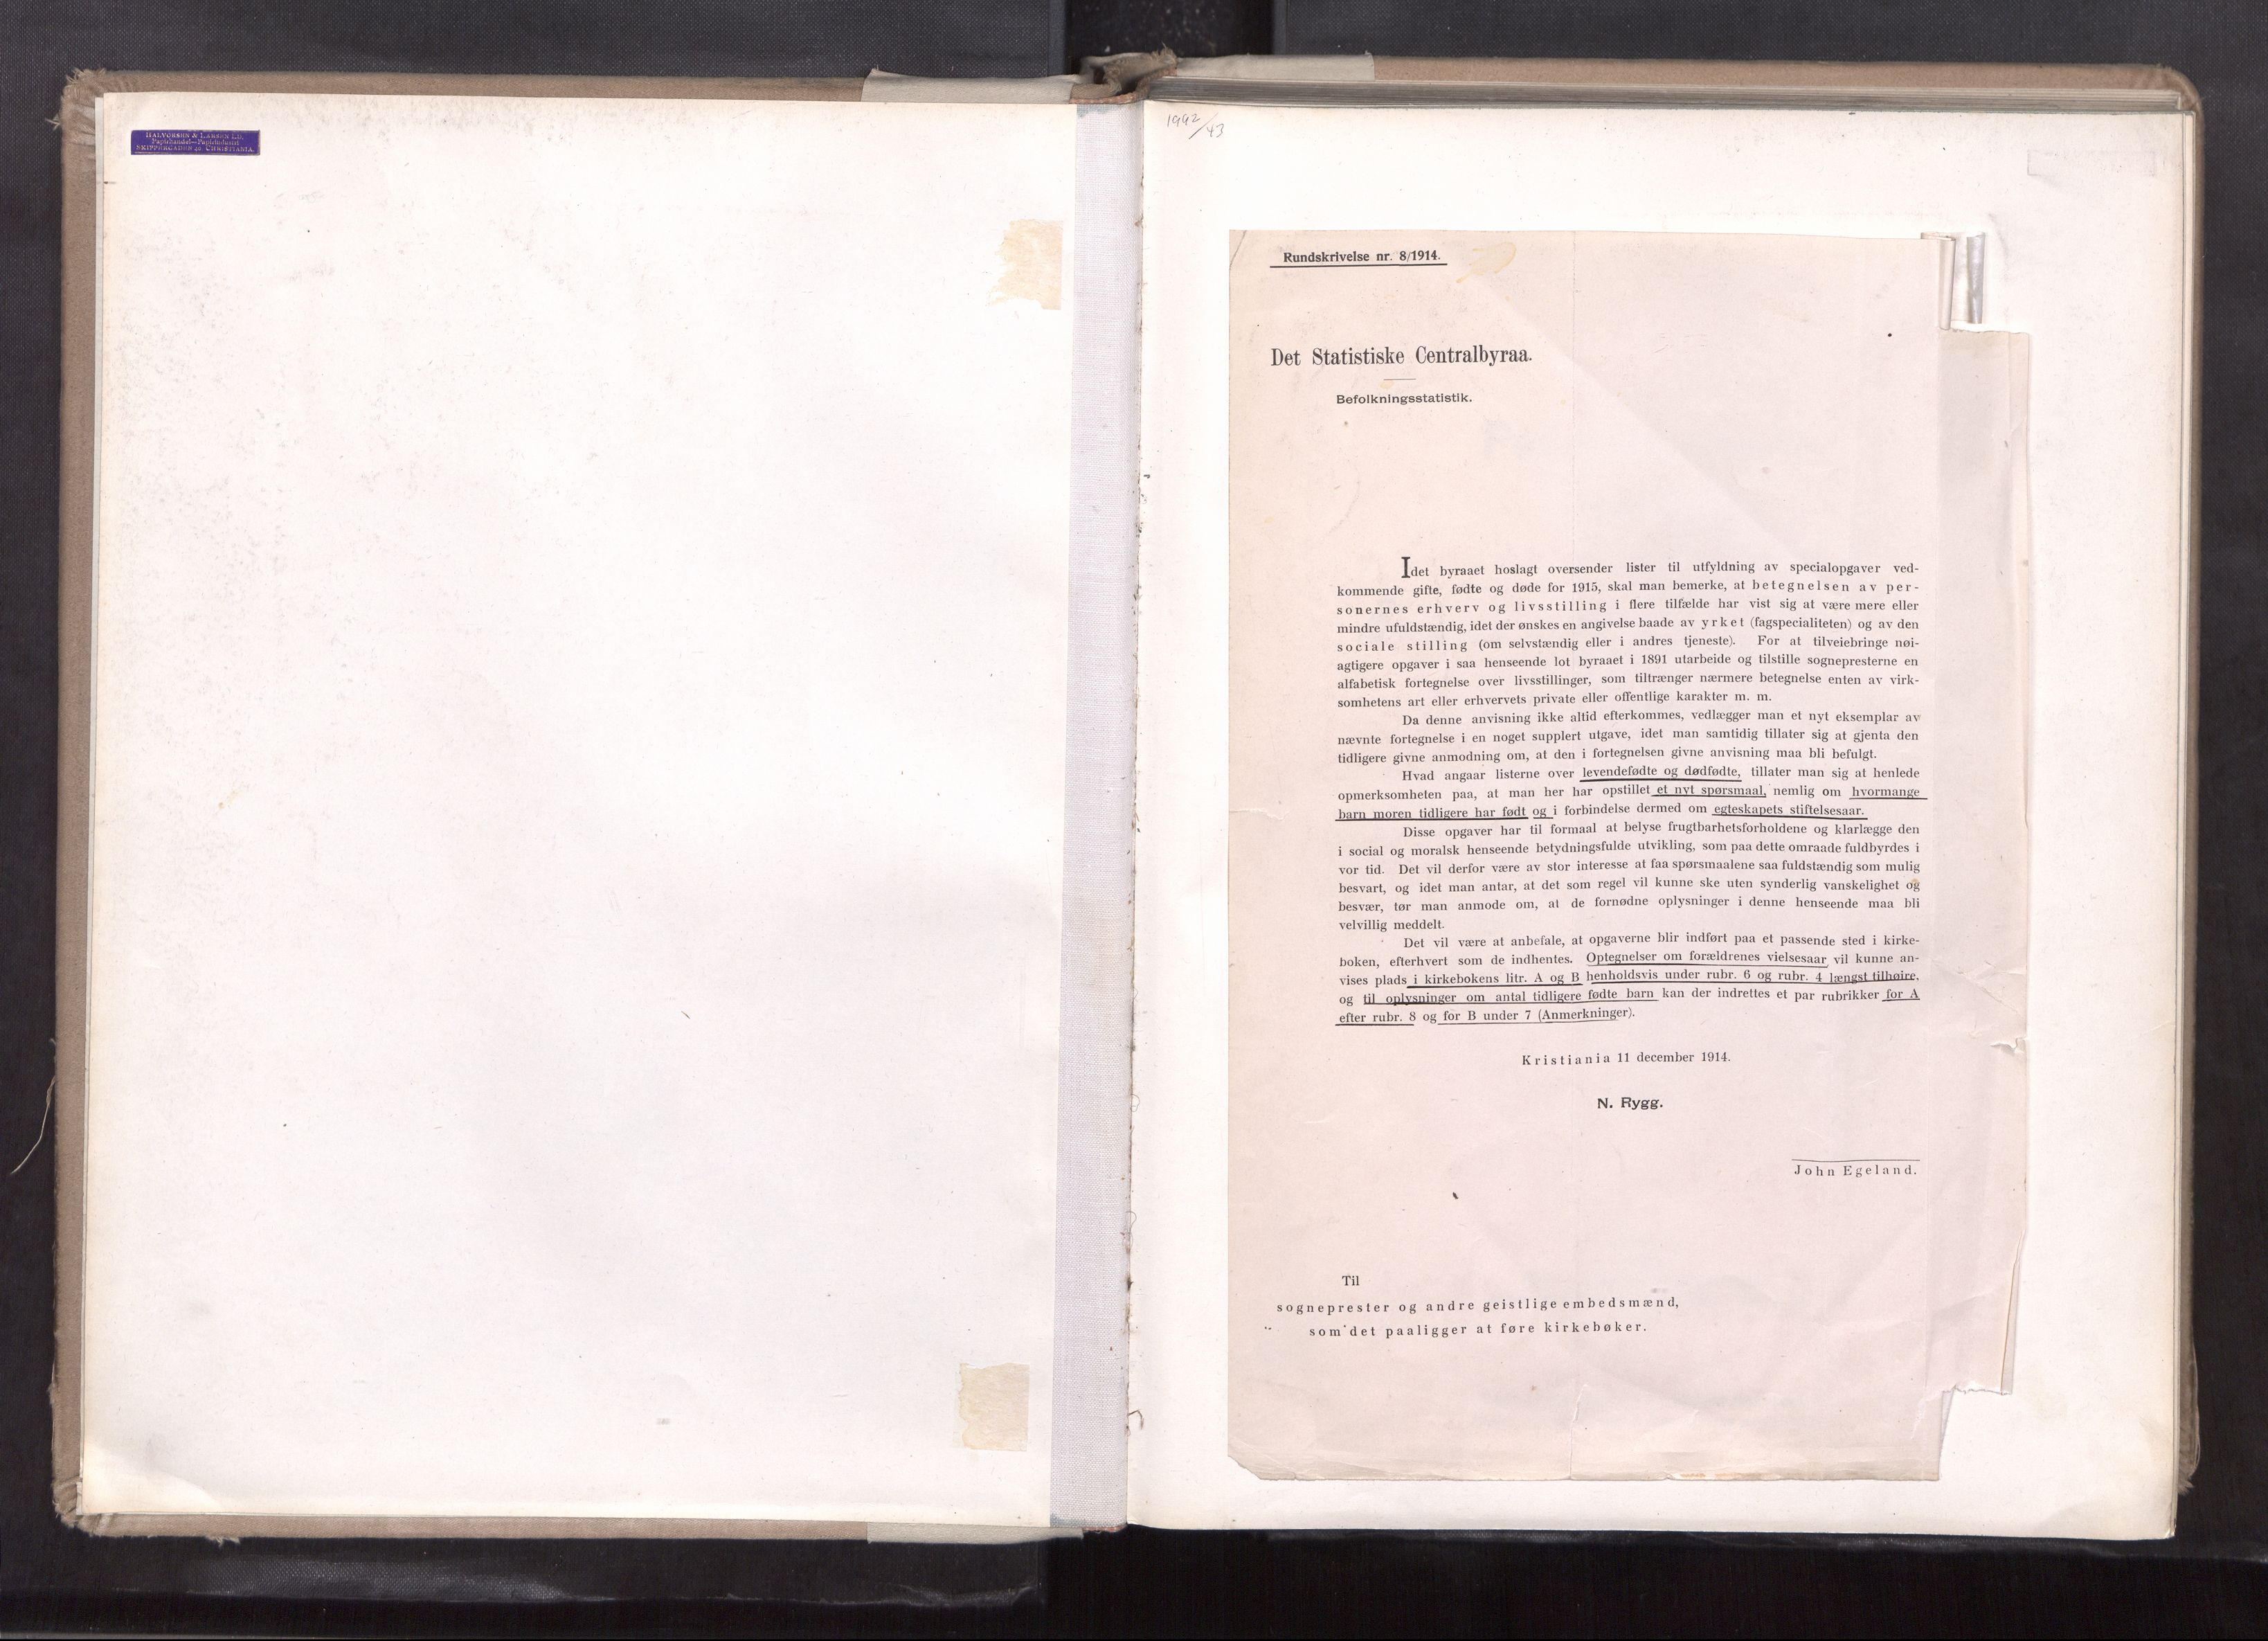 HALVORSEN & LARSEN LD.
Papirhandel—Papirindustri
SKIPPERGADEN 40. CHRISTIANIA.
1992/43
Rundskrivelse nr. 8/1914.
Det Statistiske Centralbyraa.
Befolkningsstatistik.
Idet byraaet hoslagt oversender lister til utfyldning av specialopgaver ved-
kommende gifte, fødte og døde for 1915, skal man bemerke, at betegnelsen av per-
sonernes erhverv og livsstilling i flere tilfælde har vist sig at være mere eller
mindre ufuldstændig, idet der ønskes en angivelse baade av yrket (fagspecialiteten) og av den
sociale stilling (om selvstændig eller i andres tjeneste). For at tilveiebringe nøi-
agtigere opgaver i saa henseende lot byraaet i 1891 utarbeide og tilstille sognepresterne en
alfabetisk fortegnelse over livsstillinger, som tiltrænger nærmere betegnelse enten av virk-
somhetens art eller erhvervets private eller offentlige karakter m. m.
Da denne anvisning ikke altid efterkommes, vedlægger man et nyt eksemplar av
nævnte fortegnelse i en noget supplert utgave, idet man samtidig tillater sig at gjenta den
tidligere givne anmodning om, at den i fortegnelsen givne anvisning maa bli befulgt.
Hvad angaar listerne over levendefødte og dødfødte, tillater man sig at henlede
opmerksomheten paa, at man her har opstillet et nyt spørsmaal, nemlig om hvormange
barn moren tidligere har født og i forbindelse dermed om egteskapets stiftelsesaar.
Disse opgaver har til formaal at belyse frugtbarhetsforholdene og klarlægge den
i social og moralsk henseende betydningsfulde utvikling, som paa dette omraade fuldbyrdes i
vor tid. Det vil derfor være av stor interesse at faa spørsmaalene saa fuldstændig som mulig
besvart, og idet man antar, at det som regel vil kunne ske uten synderlig vanskelighet og
besvær, tør man anmode om, at de fornødne oplysninger i denne henseende maa bli
velvillig meddelt.
Det vil være at anbefale, at opgaverne blir indført paa et passende sted i kirke-
boken, efterhvert som de indhentes. Optegnelser om forældrenes vielsesaar vil kunne an-
vises plads i kirkebokens litr. A og B henholdsvis under rubr. 6 og rubr. 4 længst tilhøire,
og til oplysninger om antal tidligere fødte barn kan der indrettes et par rubrikker for A
efter rubr. 8 og for B under 7 (Anmerkninger).
Kristiania 11 december 1914.
N. Rygg.
John Egeland.
Til
sogneprester og andre geistlige embedsmænd,
som det paaligger at føre kirkebøker.